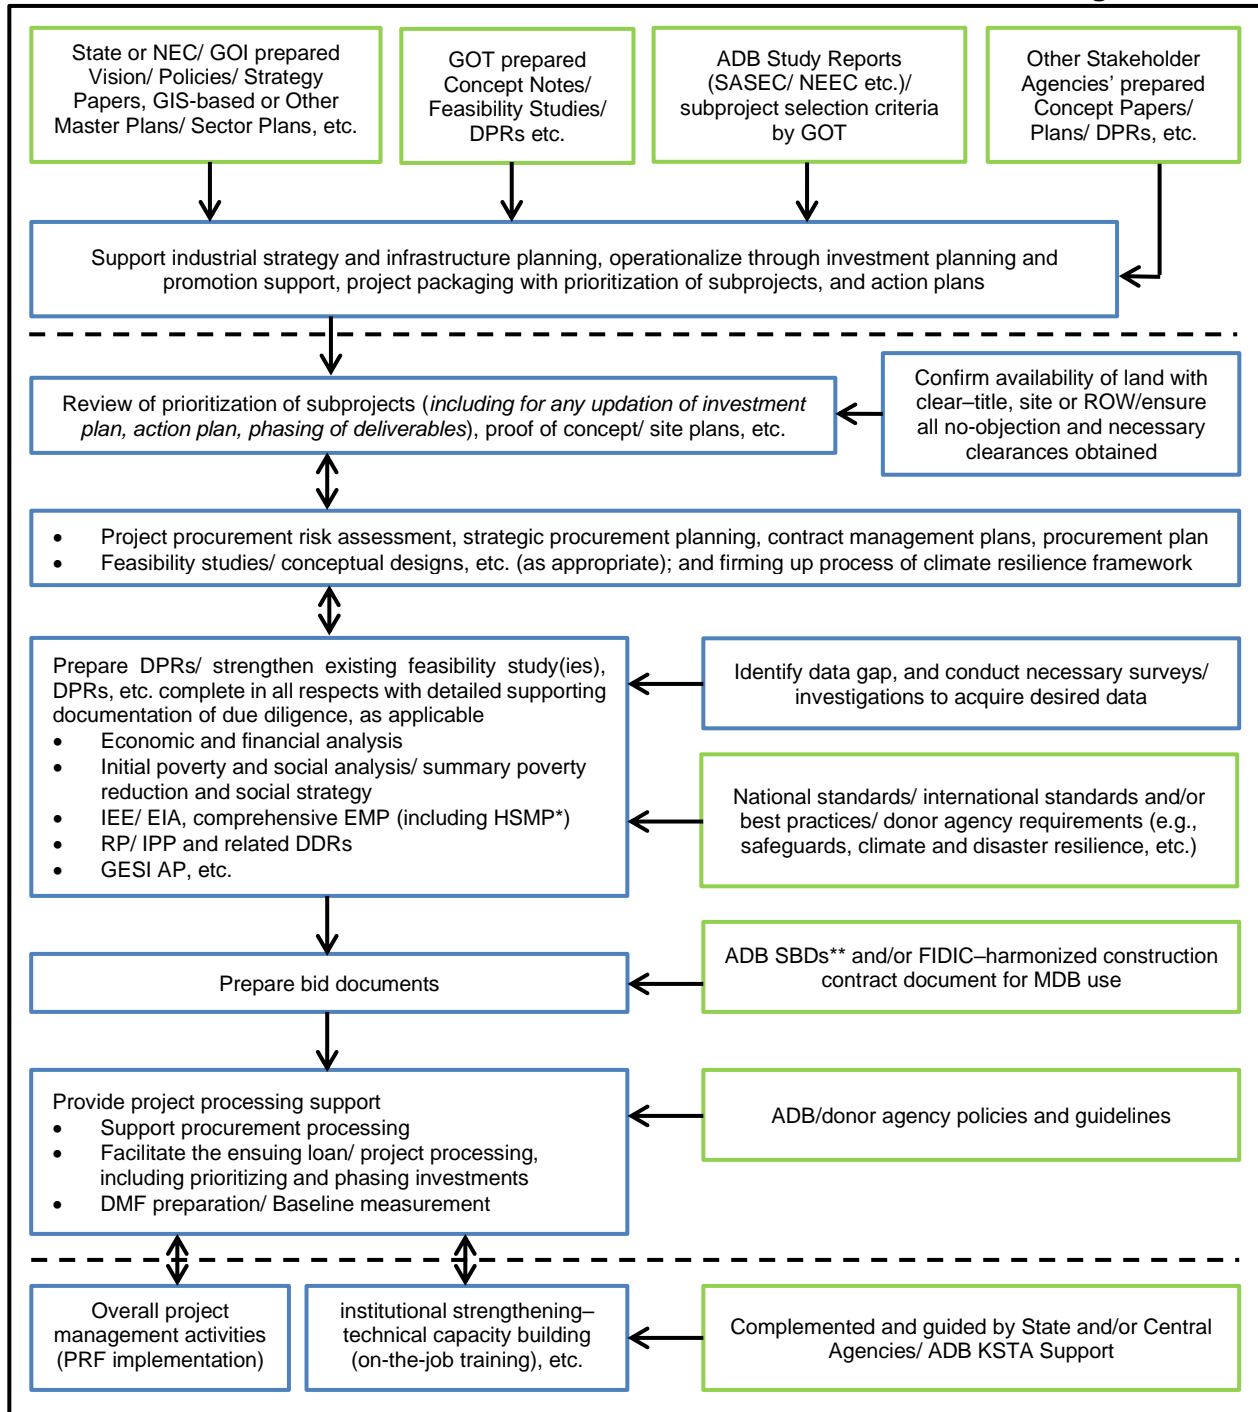 State or NEC/ GOI prepared
Vision/ Policies/ Strategy
Papers, GIS-based or Other
Master Plans/ Sector Plans, etc.
GOT prepared
Concept Notes/
Feasibility Studies/
DPRs etc.
ADB Study Reports
(SASEC/ NEEC etc.)/
subproject selection criteria
by GOT
Other Stakeholder
Agencies' prepared
Concept Papers/
Plans/ DPRs, etc.
Support industrial strategy and infrastructure planning, operationalize through investment planning and
promotion support, project packaging with prioritization of subprojects, and action plans
Review of prioritization of subprojects (including for any updation of investment
plan, action plan, phasing of deliverables), proof of concept/ site plans, etc.
Confirm availability of land with
clear–title, site or ROW/ensure
all no-objection and necessary
clearances obtained
• Project procurement risk assessment, strategic procurement planning, contract management plans, procurement plan
• Feasibility studies/ conceptual designs, etc. (as appropriate); and firming up process of climate resilience framework
Prepare DPRs/ strengthen existing feasibility study(ies),
DPRs, etc. complete in all respects with detailed supporting
documentation of due diligence, as applicable
• Economic and financial analysis
• Initial poverty and social analysis/ summary poverty
reduction and social strategy
• IEE/ EIA, comprehensive EMP (including HSMP*)
• RP/ IPP and related DDRs
• GESI AP, etc.
Identify data gap, and conduct necessary surveys/
investigations to acquire desired data
National standards/ international standards and/or
best practices/ donor agency requirements (e.g.,
safeguards, climate and disaster resilience, etc.)
Prepare bid documents
ADB SBDs** and/or FIDIC–harmonized construction
contract document for MDB use
Provide project processing support
• Support procurement processing
• Facilitate the ensuing loan/ project processing,
including prioritizing and phasing investments
• DMF preparation/ Baseline measurement
ADB/donor agency policies and guidelines
Overall project
management activities
(PRF implementation)
institutional strengthening–
technical capacity building
(on-the-job training), etc.
Complemented and guided by State and/or Central
Agencies/ ADB KSTA Support